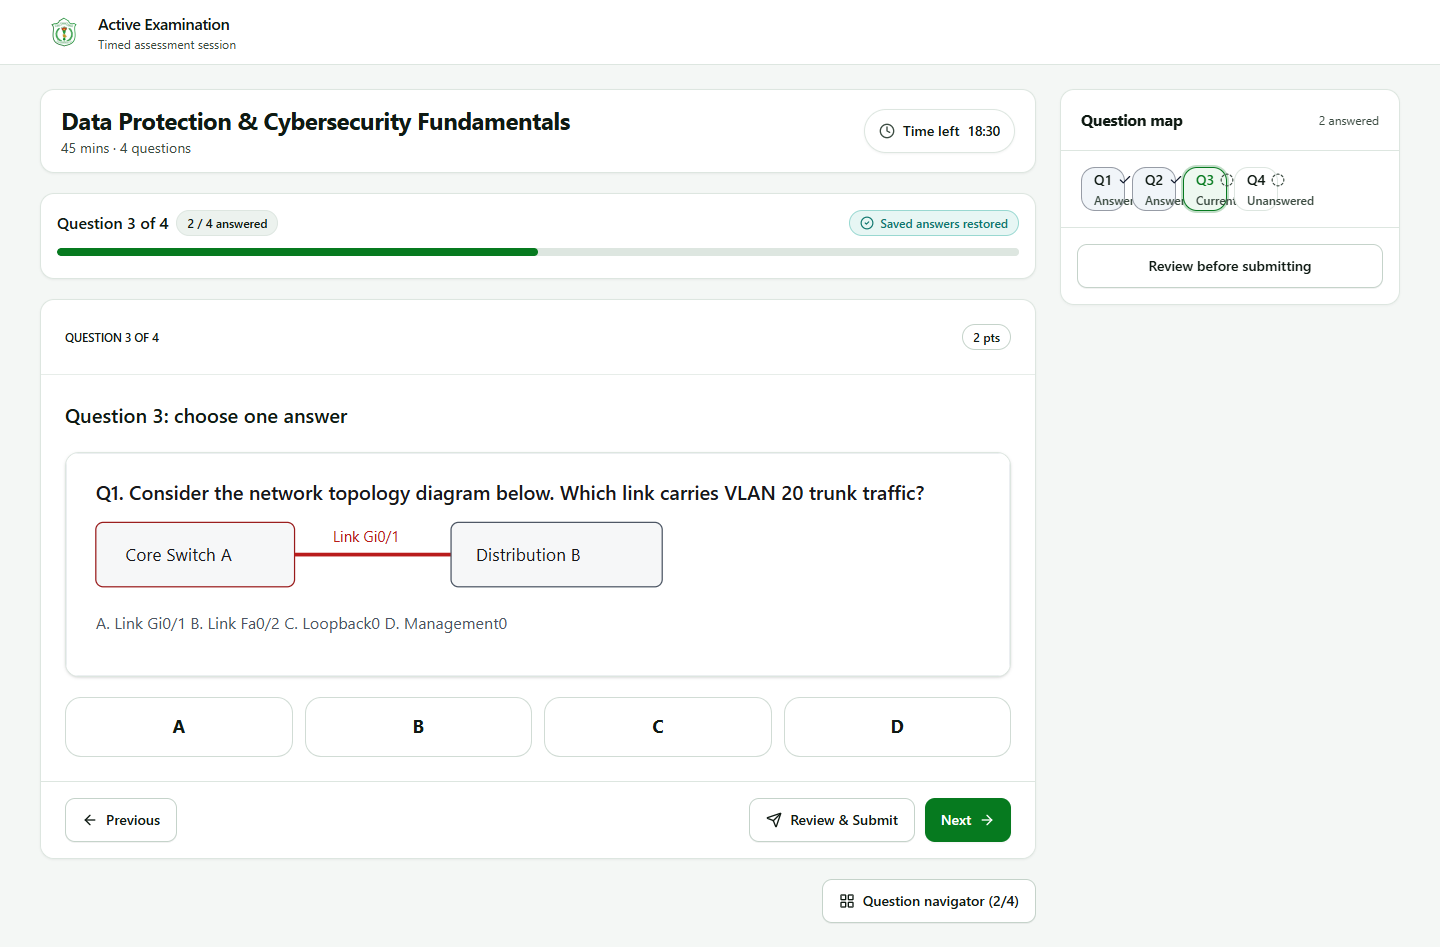 Active Examination
Timed assessment session
Data Protection & Cybersecurity Fundamentals
45 mins · 4 questions
Time left 18:30
Question 3 of 4
2 / 4 answered
Saved answers restored
QUESTION 3 OF 4
2 pts
Question 3: choose one answer
Q1. Consider the network topology diagram below. Which link carries VLAN 20 trunk traffic?
Core Switch A
Link Gi0/1
Distribution B
A. Link Gi0/1 B. Link Fa0/2 C. Loopback0 D. Management0
A
B
C
D
Previous
Review & Submit
Next
Question navigator (2/4)
Question map
2 answered
Q1 Q2 Q3 Q4
Answer Answer Current Unanswered
Review before submitting